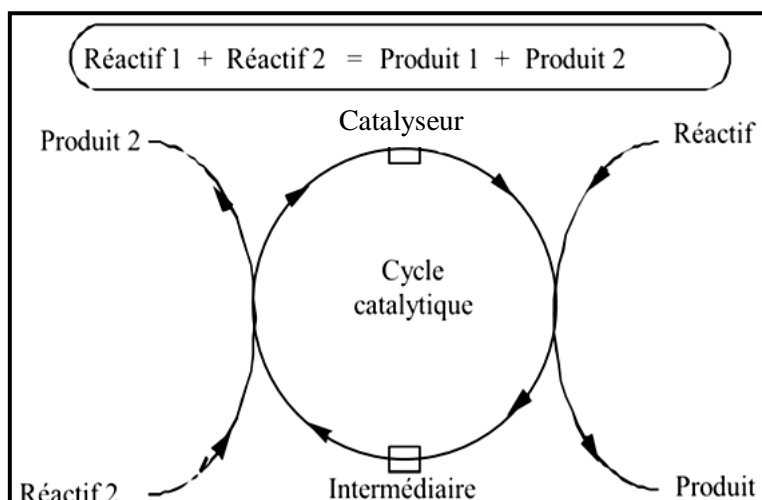 Réactif 1 + Réactif 2 = Produit 1 + Produit 2
Catalyseur
Produit 2
Réactif
Cycle
catalytique
Réactif 2
Intermédiaire
Produit